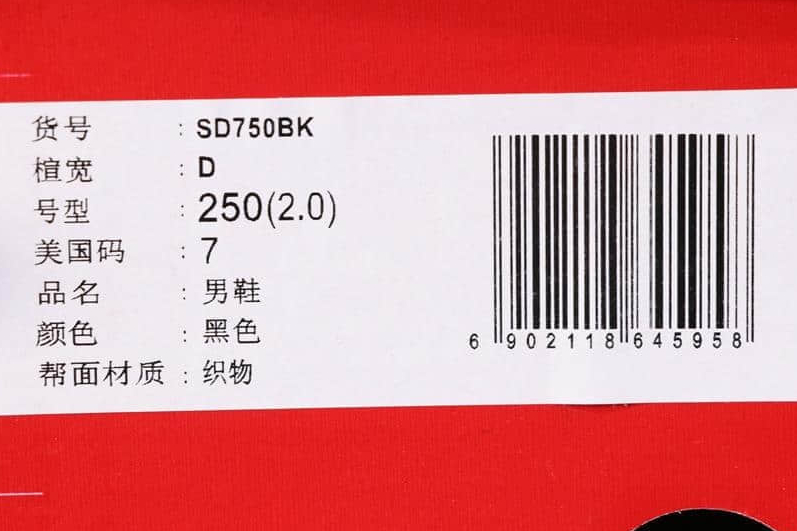 货号 : SD750BK
楦宽 : D
号型 : 250(2.0)
美国码 : 7
品名 : 男鞋
颜色 : 黑色
帮面材质 : 织物
6 902118 645958